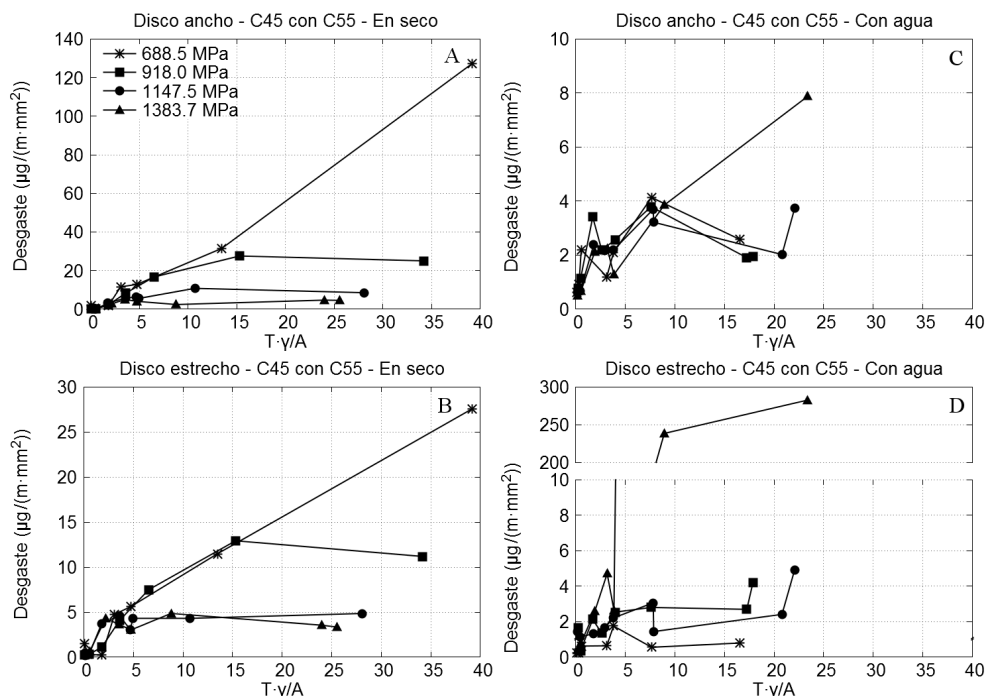 Disco ancho - C45 con C55 - En seco
A
Desgaste (µg/(m·mm²))
140
120
100
80
60
40
20
0
688.5 MPa
918.0 MPa
1147.5 MPa
1383.7 MPa
0 5 10 15 20 25 30 35 40
T·γ/A
Disco ancho - C45 con C55 - Con agua
C
Desgaste (µg/(m·mm²))
10
8
6
4
2
0
0 5 10 15 20 25 30 35 40
T·γ/A
Disco estrecho - C45 con C55 - En seco
B
Desgaste (µg/(m·mm²))
30
25
20
15
10
5
0
0 5 10 15 20 25 30 35 40
T·γ/A
Disco estrecho - C45 con C55 - Con agua
D
Desgaste (µg/(m·mm²))
300
250
200
10
8
6
4
2
0
0 5 10 15 20 25 30 35 40
T·γ/A